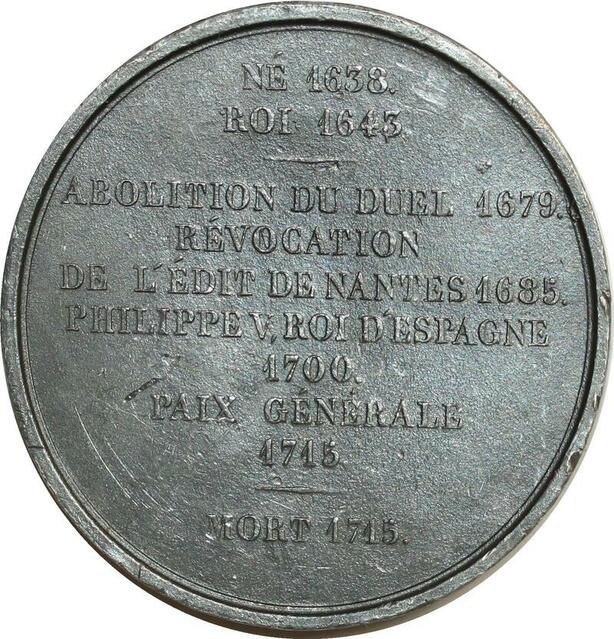 NÉ 1638.
ROI 1643
ABOLITION DU DUEL 1679.
RÉVOCATION
DE L'ÉDIT DE NANTES 1685.
PHILIPPE V, ROI D'ESPAGNE
1700.
PAIX GÉNÉRALE
1715
MORT 1715.